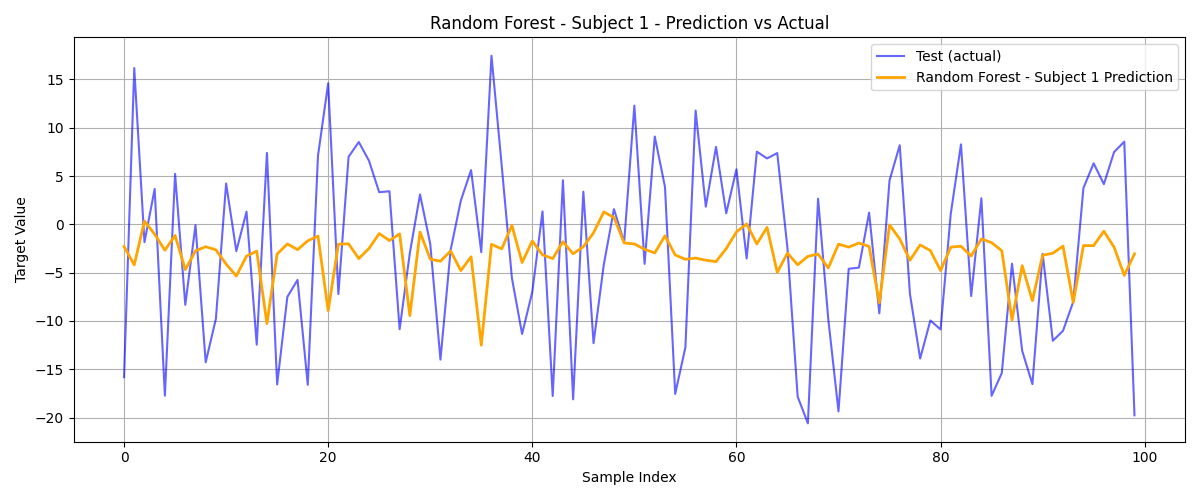 Random Forest - Subject 1 - Prediction vs Actual
Test (actual)
Random Forest - Subject 1 Prediction
Target Value
15
10
5
0
−5
−10
−15
−20
0
20
40
60
80
100
Sample Index